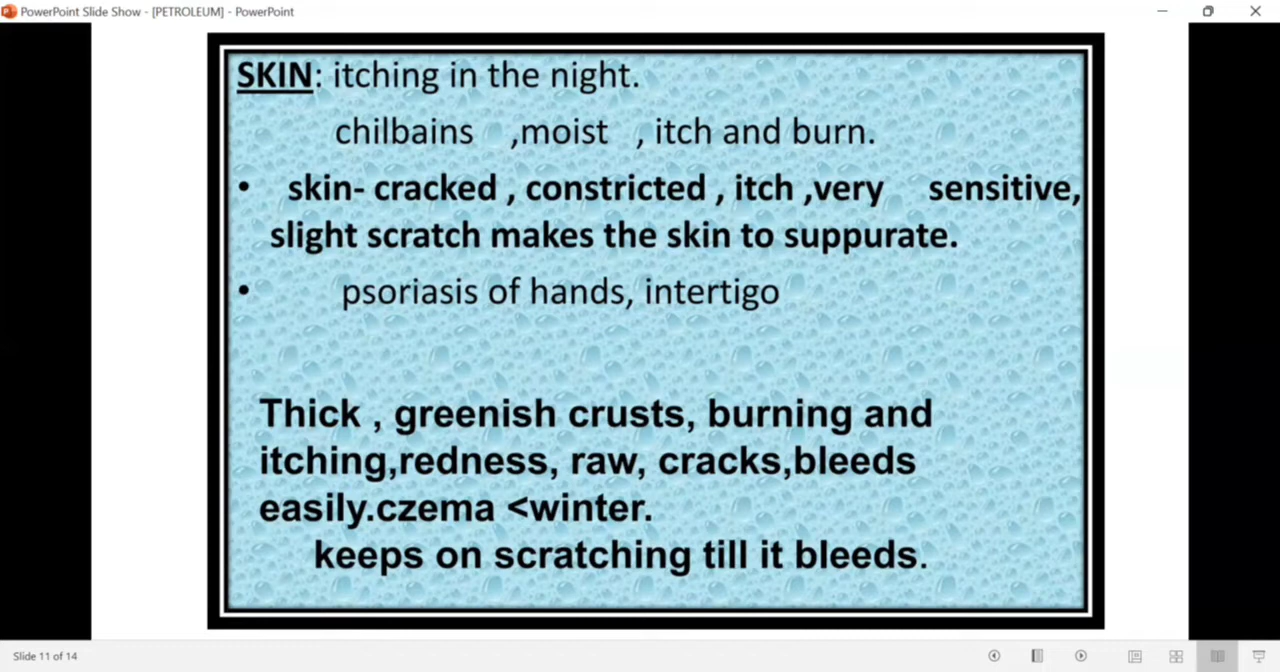 PowerPoint Slide Show - [PETROLEUM] - PowerPoint
SKIN: itching in the night.
chilbains ,moist , itch and burn.
• skin- cracked , constricted , itch ,very sensitive,
slight scratch makes the skin to suppurate.
• psoriasis of hands, intertigo
Thick , greenish crusts, burning and
itching,redness, raw, cracks,bleeds
easily.czema <winter.
keeps on scratching till it bleeds.
Slide 11 of 14